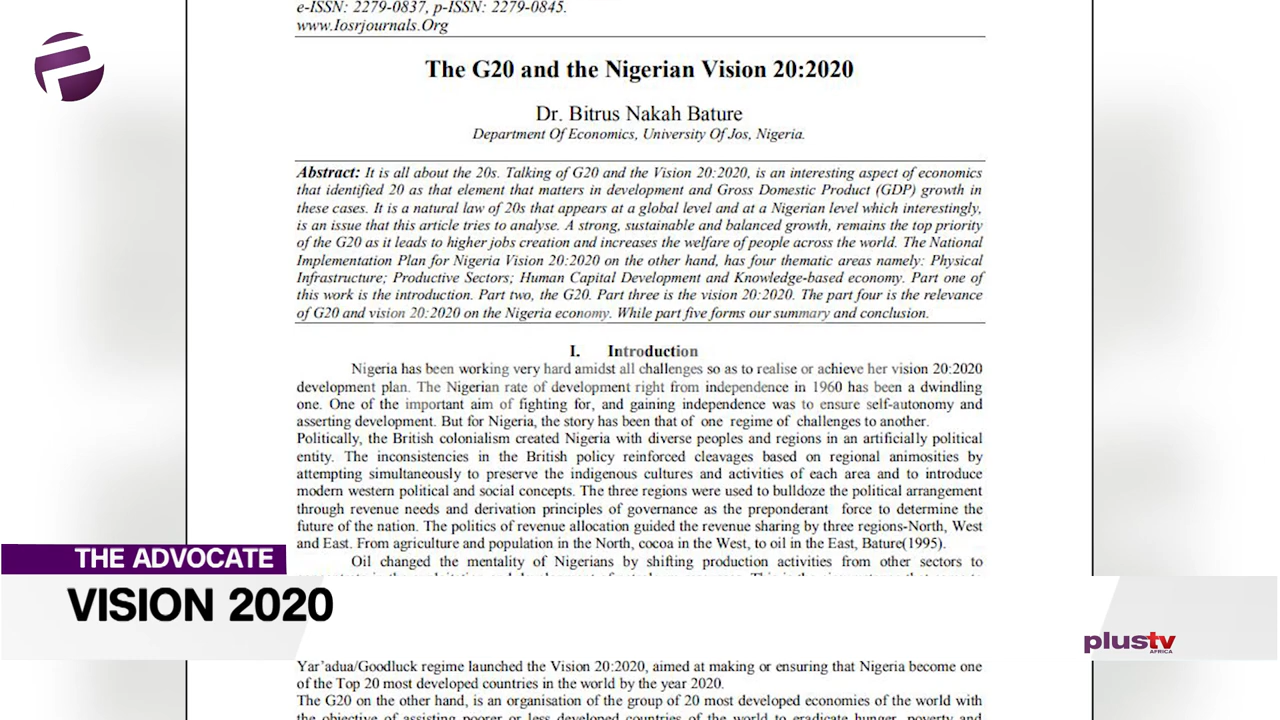 e-ISSN: 2279-0837, p-ISSN: 2279-0845.
www.Iosrjournals.Org
The G20 and the Nigerian Vision 20:2020
Dr. Bitrus Nakah Bature
Department Of Economics, University Of Jos, Nigeria.
Abstract: It is all about the 20s. Talking of G20 and the Vision 20:2020, is an interesting aspect of economics
that identified 20 as that element that matters in development and Gross Domestic Product (GDP) growth in
these cases. It is a natural law of 20s that appears at a global level and at a Nigerian level which interestingly,
is an issue that this article tries to analyse. A strong, sustainable and balanced growth, remains the top priority
of the G20 as it leads to higher jobs creation and increases the welfare of people across the world. The National
Implementation Plan for Nigeria Vision 20:2020 on the other hand, has four thematic areas namely: Physical
Infrastructure; Productive Sectors; Human Capital Development and Knowledge-based economy. Part one of
this work is the introduction. Part two, the G20. Part three is the vision 20:2020. The part four is the relevance
of G20 and vision 20:2020 on the Nigeria economy. While part five forms our summary and conclusion.
I. Introduction
Nigeria has been working very hard amidst all challenges so as to realise or achieve her vision 20:2020
development plan. The Nigerian rate of development right from independence in 1960 has been a dwindling
one. One of the important aim of fighting for, and gaining independence was to ensure self-autonomy and
asserting development. But for Nigeria, the story has been that of one regime of challenges to another.
Politically, the British colonialism created Nigeria with diverse peoples and regions in an artificially political
entity. The inconsistencies in the British policy reinforced cleavages based on regional animosities by
attempting simultaneously to preserve the indigenous cultures and activities of each area and to introduce
modern western political and social concepts. The three regions were used to bulldoze the political arrangement
through revenue needs and derivation principles of governance as the preponderant force to determine the
future of the nation. The politics of revenue allocation guided the revenue sharing by three regions-North, West
and East. From agriculture and population in the North, cocoa in the West, to oil in the East, Bature(1995).
Oil changed the mentality of Nigerians by shifting production activities from other sectors to
THE ADVOCATE
VISION 2020
plustv
AFRICA
Yar'adua/Goodluck regime launched the Vision 20:2020, aimed at making or ensuring that Nigeria become one
of the Top 20 most developed countries in the world by the year 2020.
The G20 on the other hand, is an organisation of the group of 20 most developed economies of the world with
the objective of assisting poorer or less developed countries of the world to eradicate hunger, poverty and